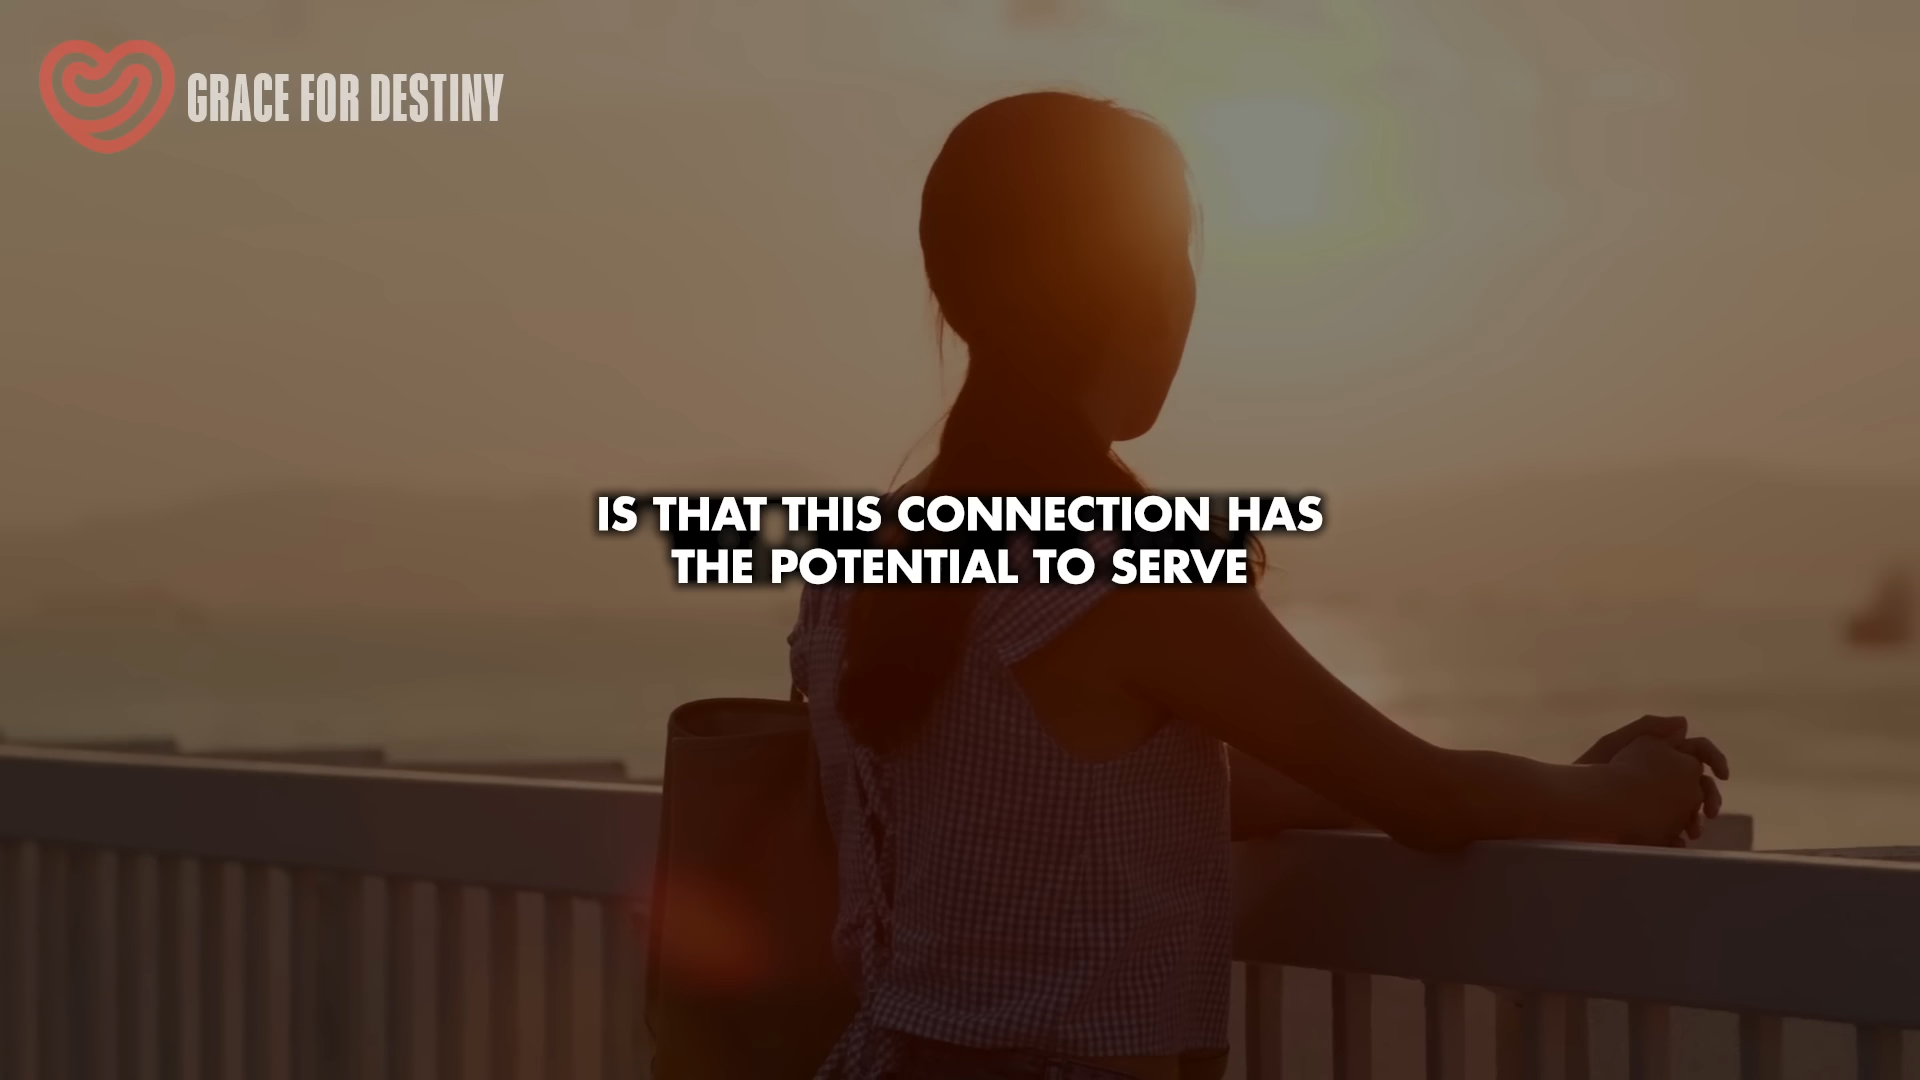 GRACE FOR DESTINY
IS THAT THIS CONNECTION HAS
THE POTENTIAL TO SERVE